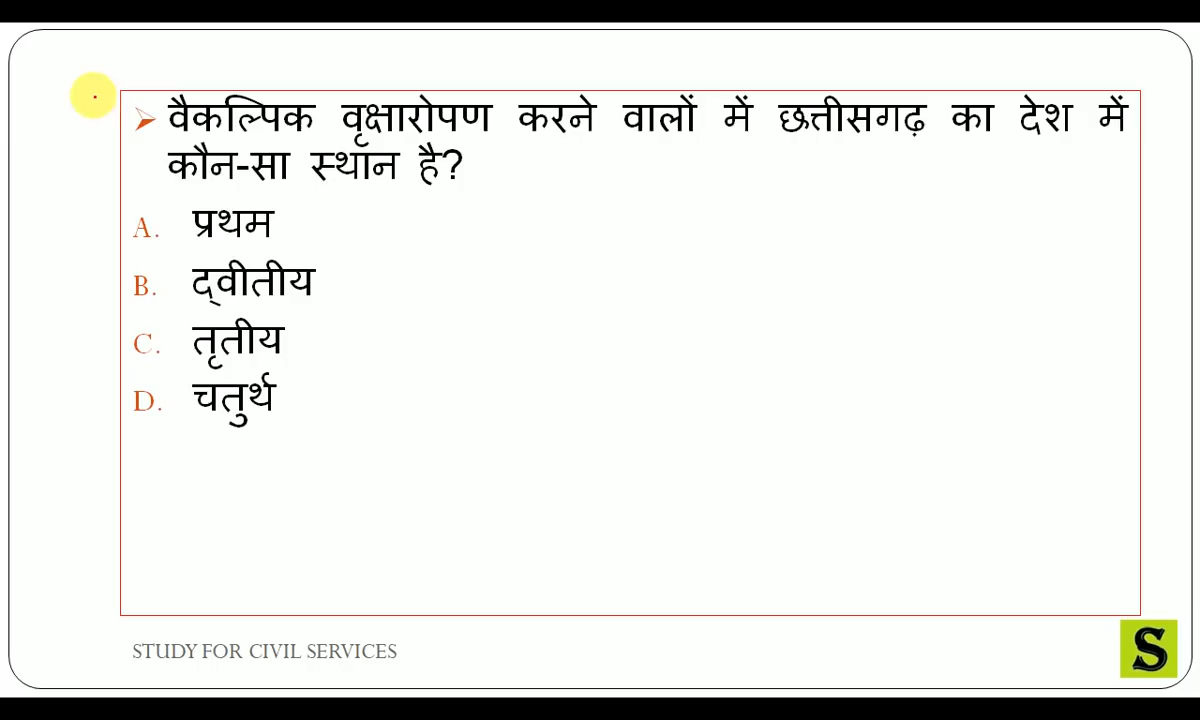 ➢ वैकल्पिक वृक्षारोपण करने वालों में छत्तीसगढ़ का देश में
कौन-सा स्थान है?
A. प्रथम
B. द्वीतीय
C. तृतीय
D. चतुर्थ
STUDY FOR CIVIL SERVICES
S